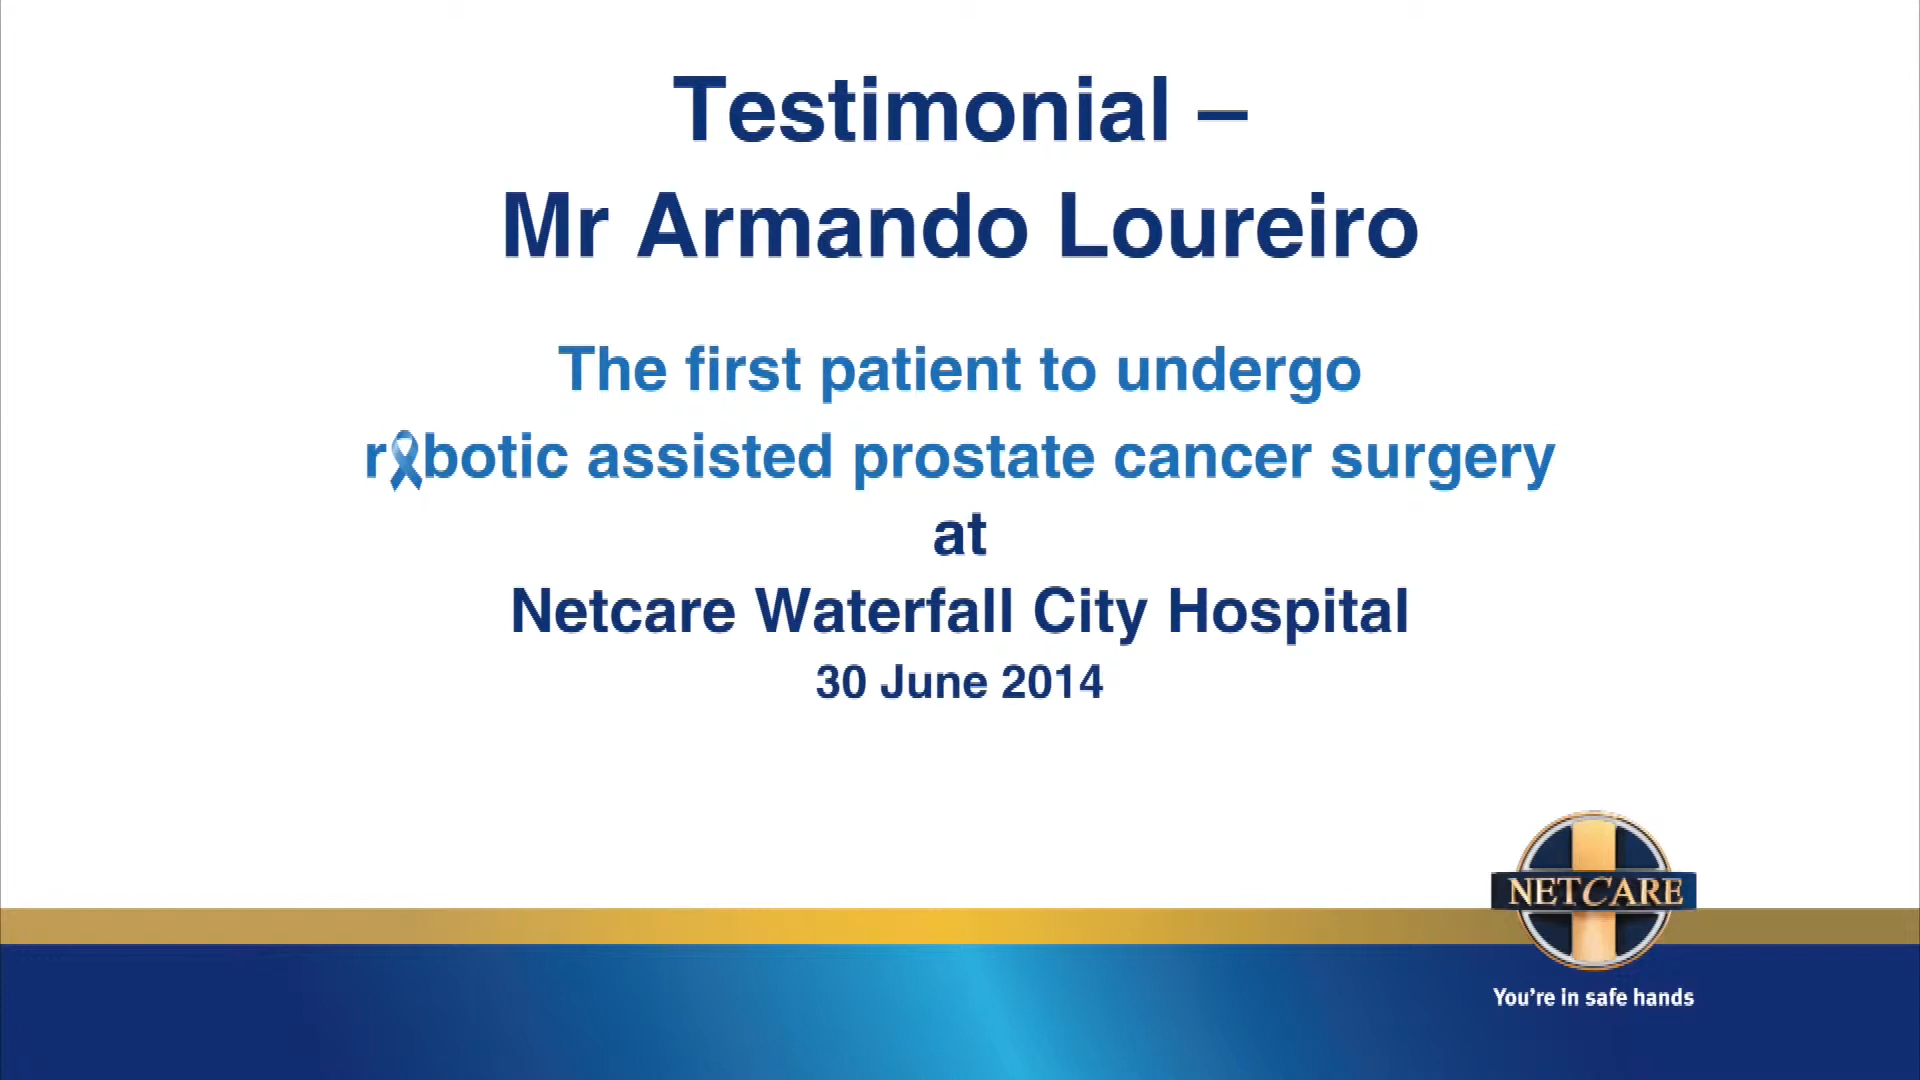 Testimonial –
Mr Armando Loureiro
The first patient to undergo
robotic assisted prostate cancer surgery
at
Netcare Waterfall City Hospital
30 June 2014
NETCARE
You're in safe hands